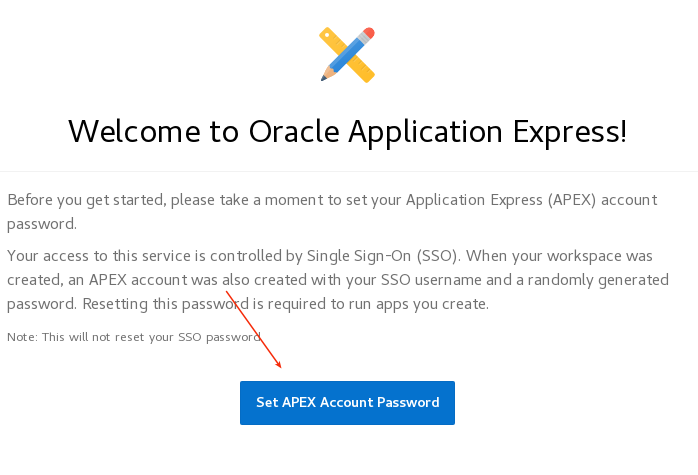 Welcome to Oracle Application Express!
Before you get started, please take a moment to set your Application Express (APEX) account
password.
Your access to this service is controlled by Single Sign-On (SSO). When your workspace was
created, an APEX account was also created with your SSO username and a randomly generated
password. Resetting this password is required to run apps you create.
Note: This will not reset your SSO password.
Set APEX Account Password